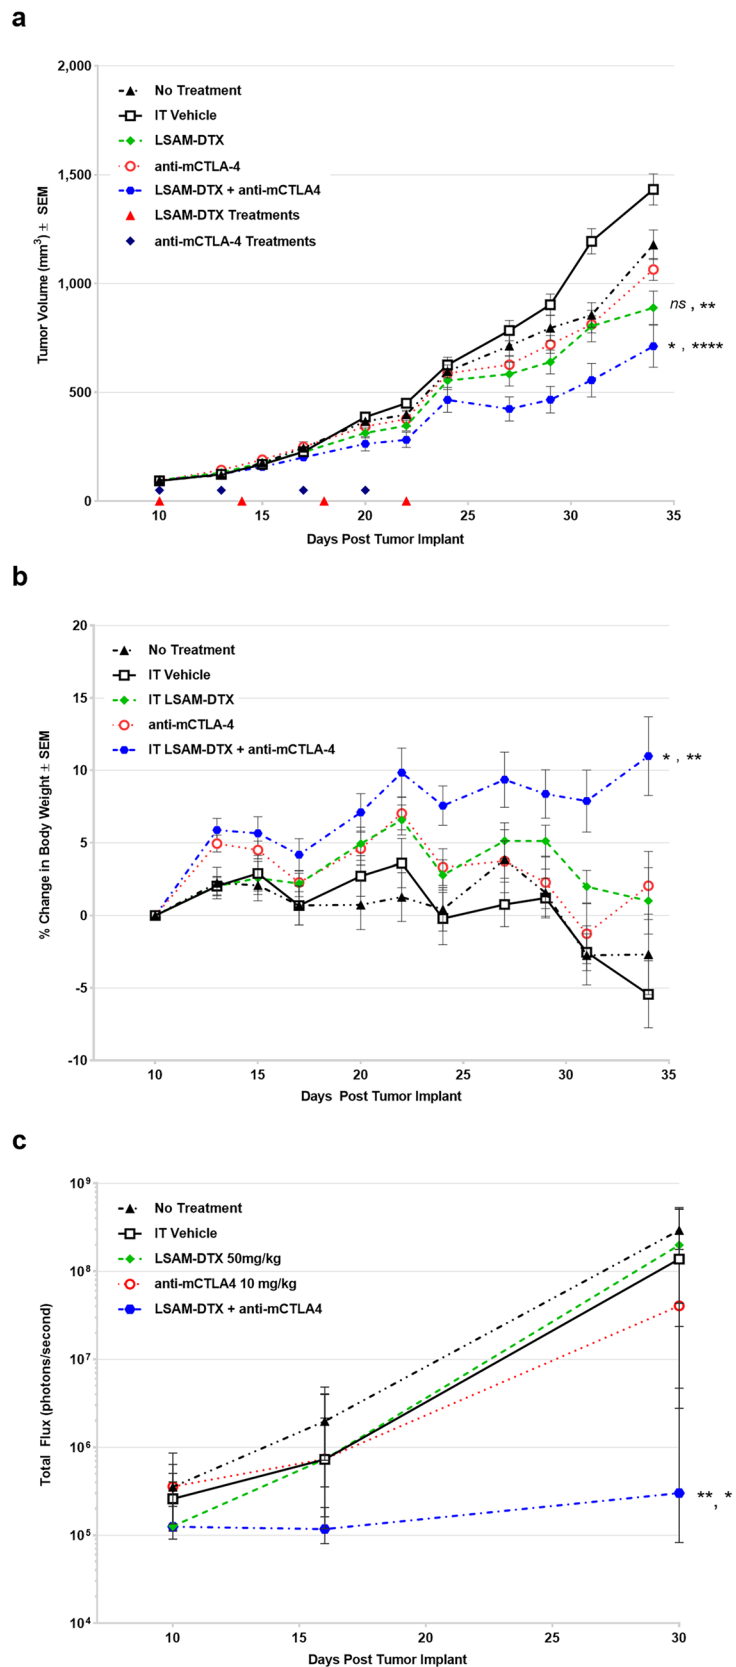 a
2,000
1,500
1,000
500
0
Tumor Volume (mm³) ± SEM
No Treatment
IT Vehicle
LSAM-DTX
anti-mCTLA-4
LSAM-DTX + anti-mCTLA4
LSAM-DTX Treatments
anti-mCTLA-4 Treatments
ns , **
* , ****
10 15 20 25 30 35
Days Post Tumor Implant
b
20
15
10
5
0
-5
-10
% Change in Body Weight ± SEM
No Treatment
IT Vehicle
IT LSAM-DTX
anti-mCTLA-4
IT LSAM-DTX + anti-mCTLA-4
* , **
10 15 20 25 30 35
Days Post Tumor Implant
c
10⁹
10⁸
10⁷
10⁶
10⁵
10⁴
Total Flux (photons/second)
No Treatment
IT Vehicle
LSAM-DTX 50mg/kg
anti-mCTLA4 10 mg/kg
LSAM-DTX + anti-mCTLA4
**, *
10 15 20 25 30
Days Post Tumor Implant